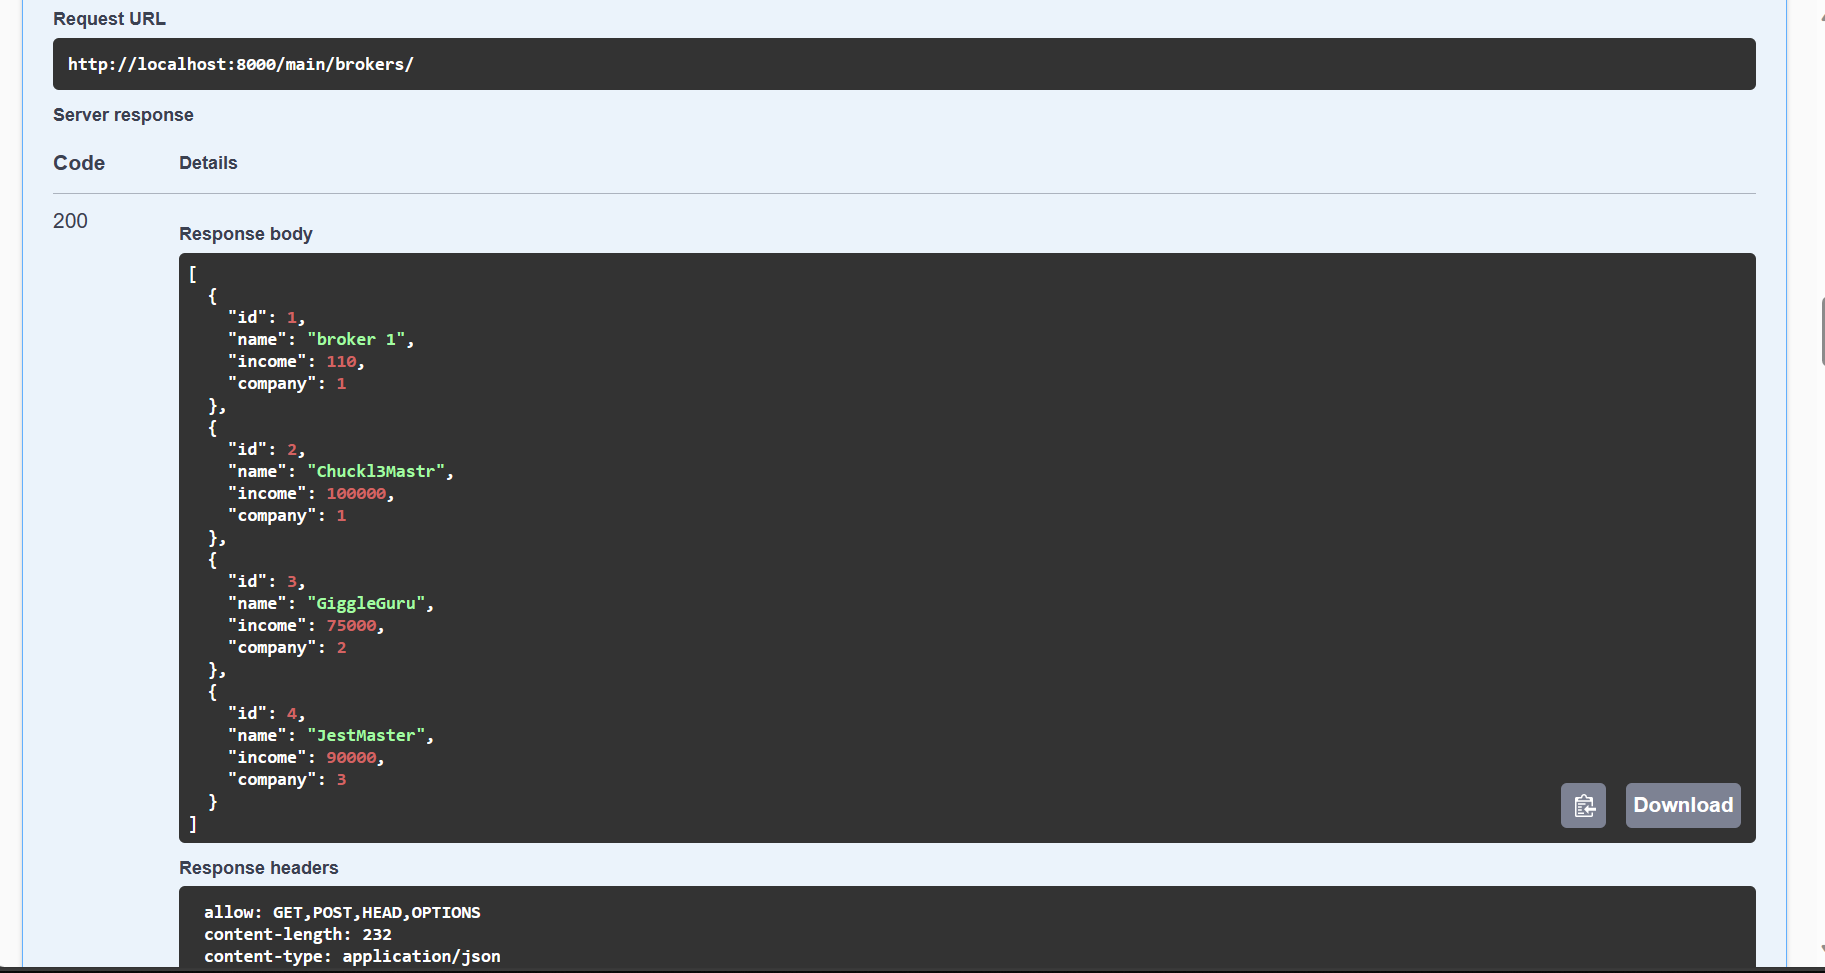 Request URL
http://localhost:8000/main/brokers/
Server response
Code Details
200
Response body
[
  {
    "id": 1,
    "name": "broker 1",
    "income": 110,
    "company": 1
  },
  {
    "id": 2,
    "name": "Chuckl3Mastr",
    "income": 100000,
    "company": 1
  },
  {
    "id": 3,
    "name": "GiggleGuru",
    "income": 75000,
    "company": 2
  },
  {
    "id": 4,
    "name": "JestMaster",
    "income": 90000,
    "company": 3
  }
]
Download
Response headers
allow: GET,POST,HEAD,OPTIONS
content-length: 232
content-type: application/json